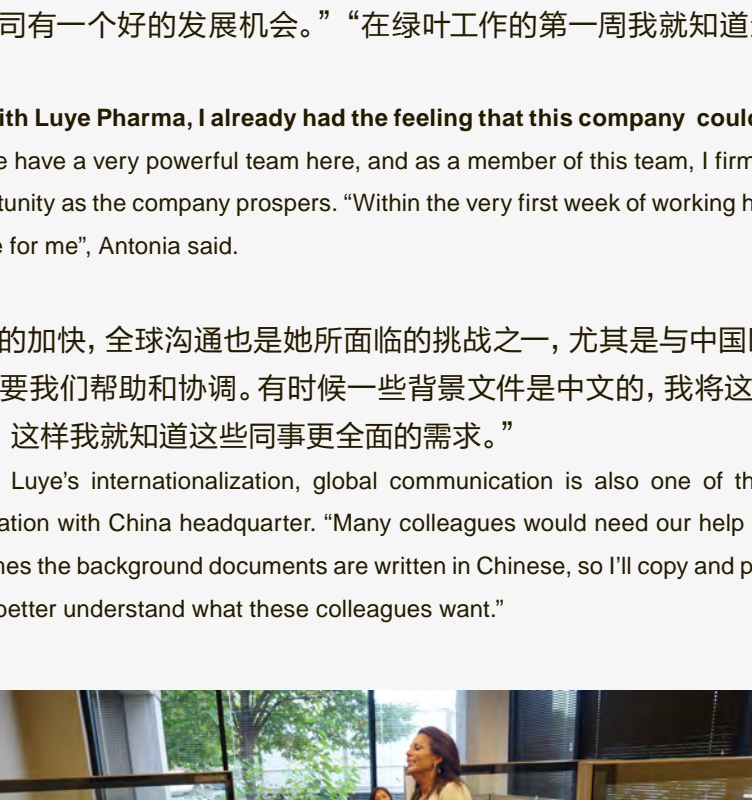 司有一个好的发展机会。”“在绿叶工作的第一周我就知道
ith Luye Pharma, I already had the feeling that this company could
e have a very powerful team here, and as a member of this team, I firm
tunity as the company prospers. “Within the very first week of working h
e for me”, Antonia said.
的加快, 全球沟通也是她所面临的挑战之一, 尤其是与中国
要我们帮助和协调。有时候一些背景文件是中文的, 我将这
这样我就知道这些同事更全面的需求。”
Luye’s internationalization, global communication is also one of th
ation with China headquarter. “Many colleagues would need our help
nes the background documents are written in Chinese, so I’ll copy and p
better understand what these colleagues want.”